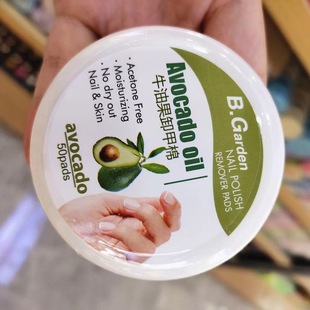 B.Garden
NAIL POLISH
REMOVER PADS
Avocado oil
牛油果卸甲棉
• Acetone Free
• Moisturizing
• No dry out
Nail & Skin
avocado
50pads